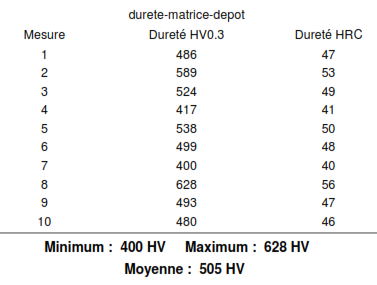 durete-matrice-depot
Mesure Dureté HV0.3 Dureté HRC
1 486 47
2 589 53
3 524 49
4 417 41
5 538 50
6 499 48
7 400 40
8 628 56
9 493 47
10 480 46
Minimum : 400 HV Maximum : 628 HV
Moyenne : 505 HV